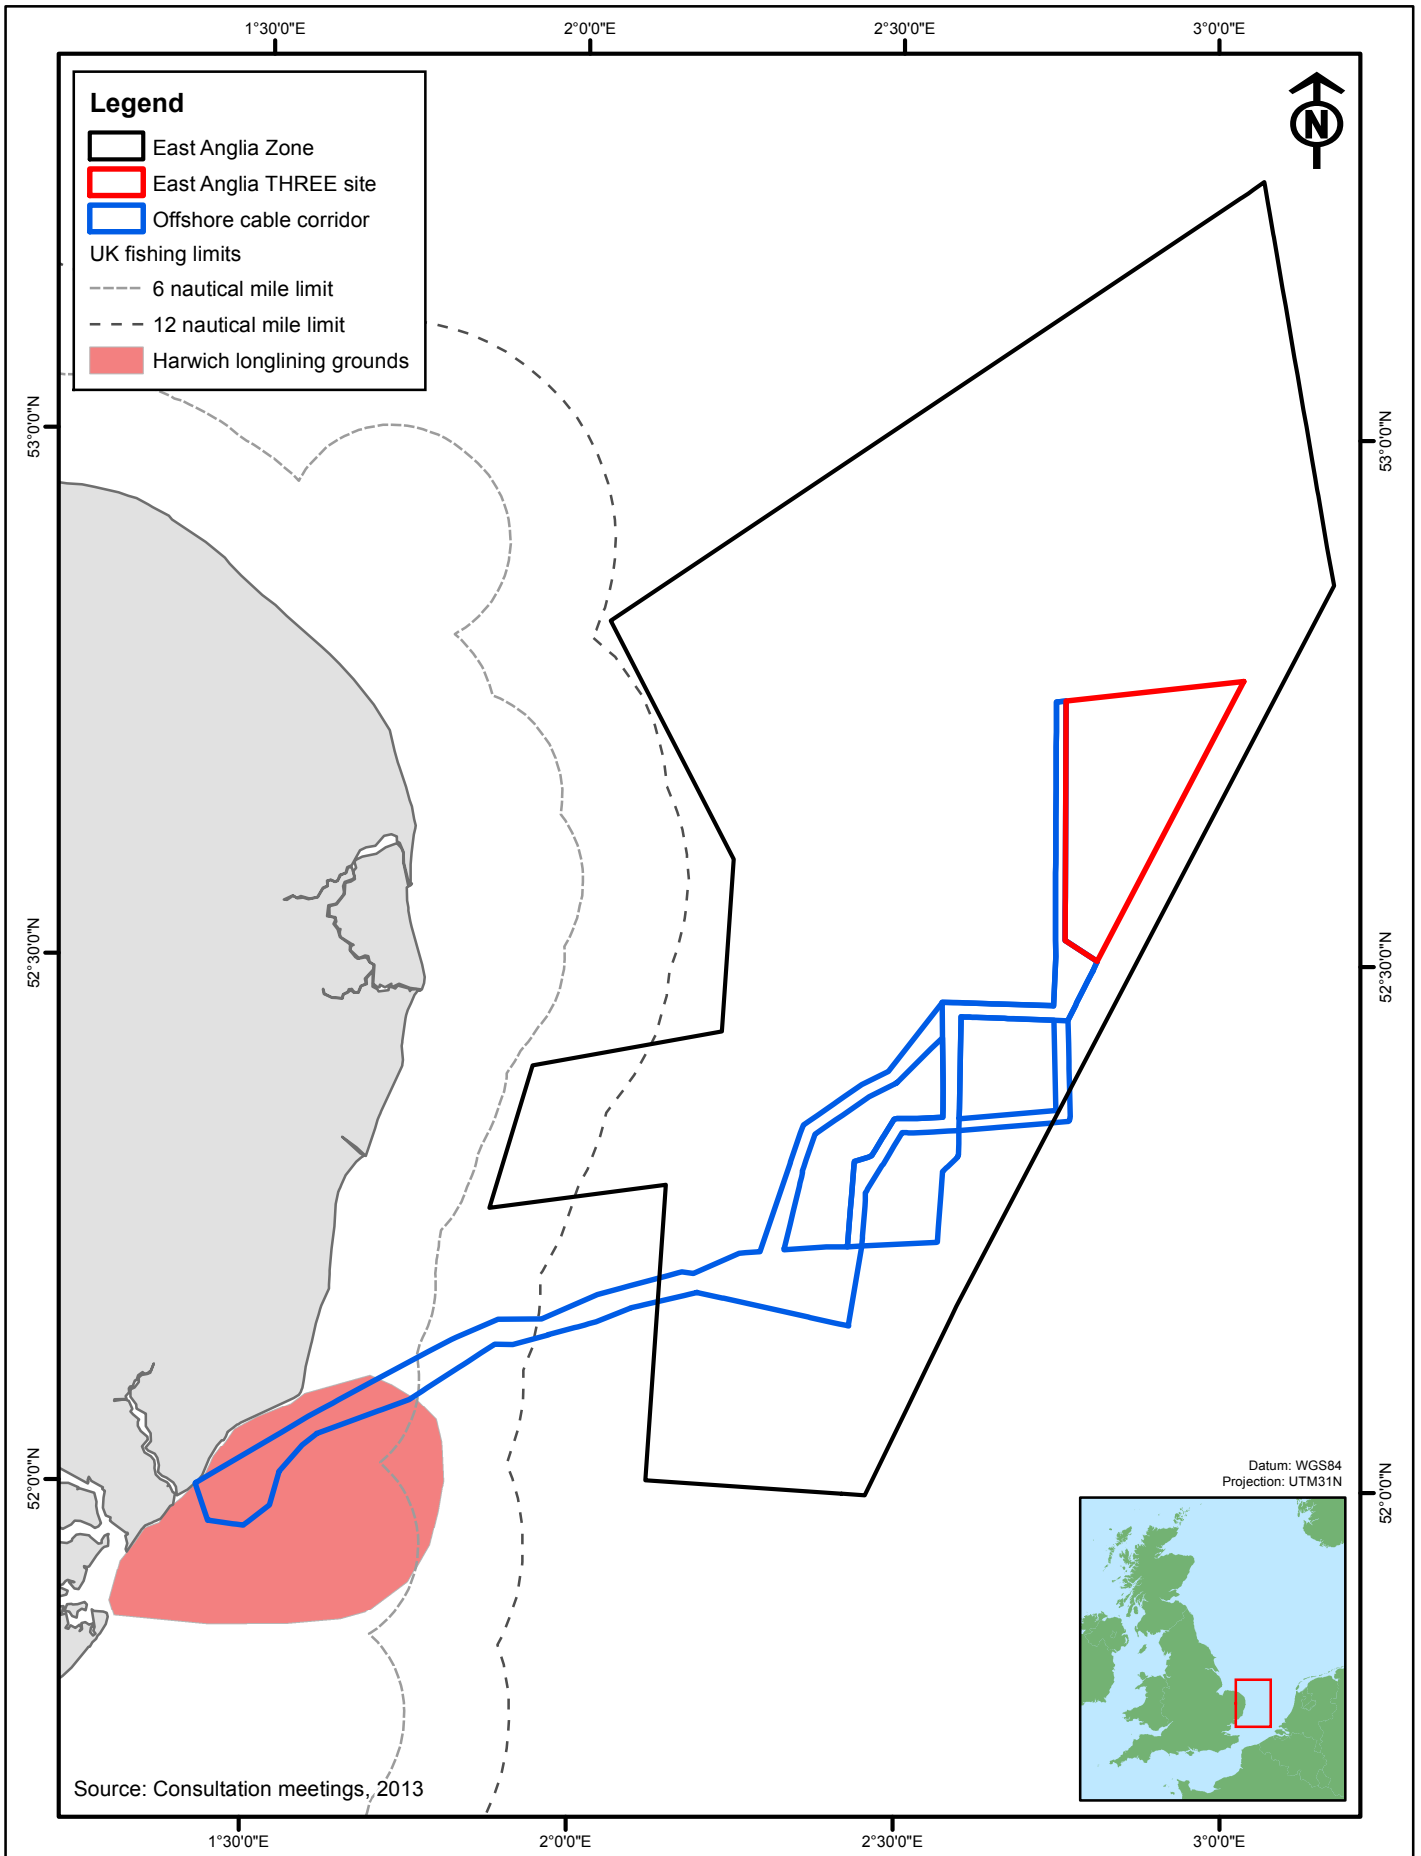 1°30'0"E 2°0'0"E 2°30'0"E 3°0'0"E
Legend
East Anglia Zone
East Anglia THREE site
Offshore cable corridor
UK fishing limits
6 nautical mile limit
12 nautical mile limit
Harwich longlining grounds
N
53°0'0"N 53°0'0"N
52°30'0"N 52°30'0"N
52°0'0"N 52°0'0"N
Datum: WGS84
Projection: UTM31N
Source: Consultation meetings, 2013
1°30'0"E 2°0'0"E 2°30'0"E 3°0'0"E